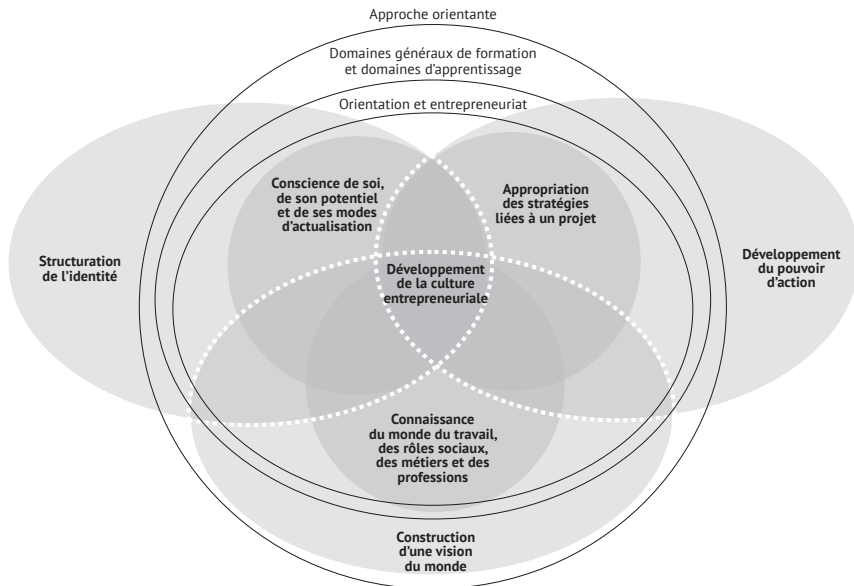 Approche orientante
Domaines généraux de formation
et domaines d'apprentissage
Orientation et entrepreneuriat
Conscience de soi,
de son potentiel
et de ses modes
d'actualisation
Appropriation
des stratégies
liées à un projet
Structuration
de l'identité
Développement
de la culture
entrepreneuriale
Développement
du pouvoir
d'action
Connaissance
du monde du travail,
des rôles sociaux,
des métiers et des
professions
Construction
d'une vision
du monde